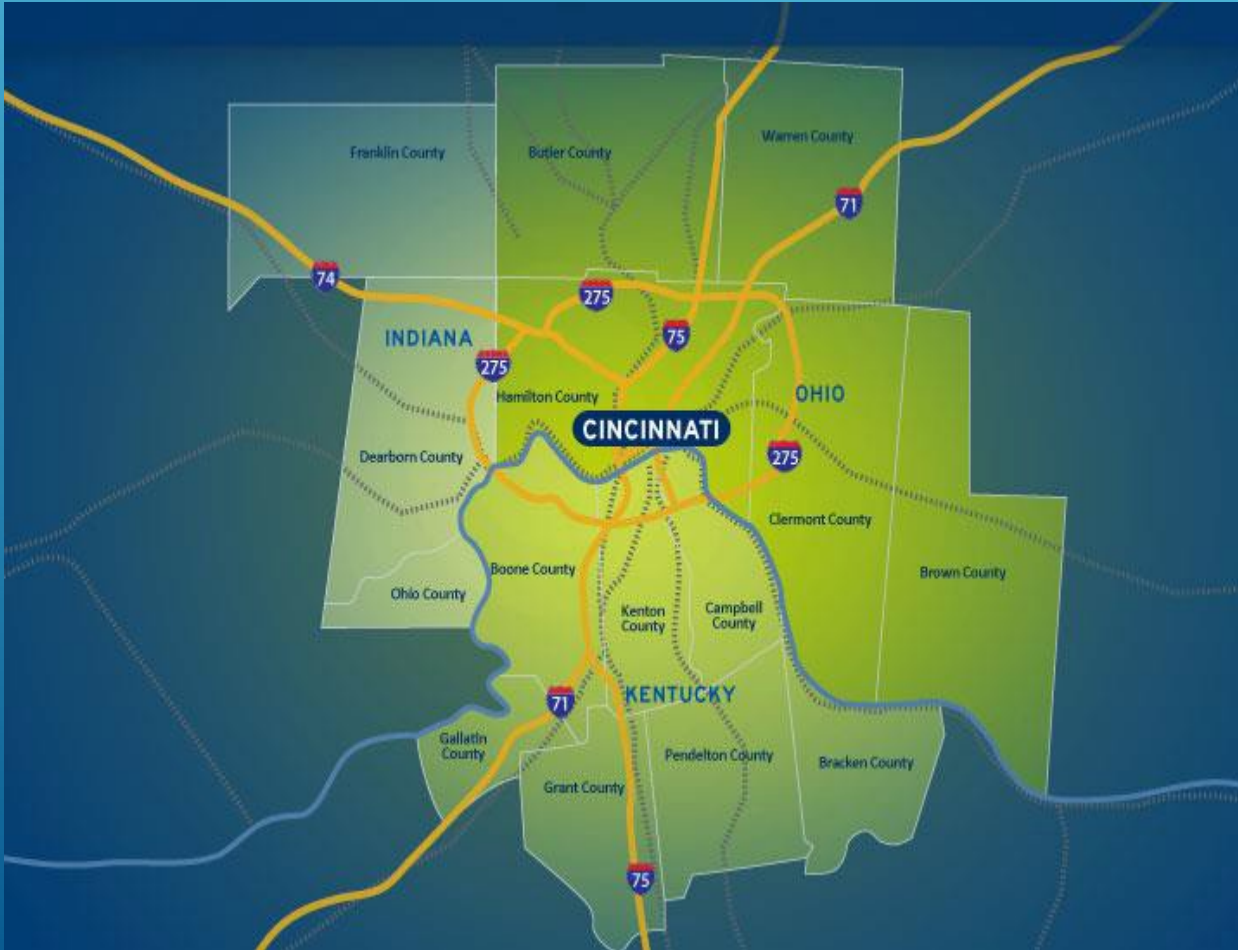 Warren County
Franklin County
Butler County
71
74
275
75
INDIANA
275
Hamilton County
OHIO
CINCINNATI
Dearborn County
275
Clermont County
Boone County
Brown County
Ohio County
Kenton
County
Campbell
County
KENTUCKY
71
Gallatin
County
Pendelton County
Bracken County
Grant County
75